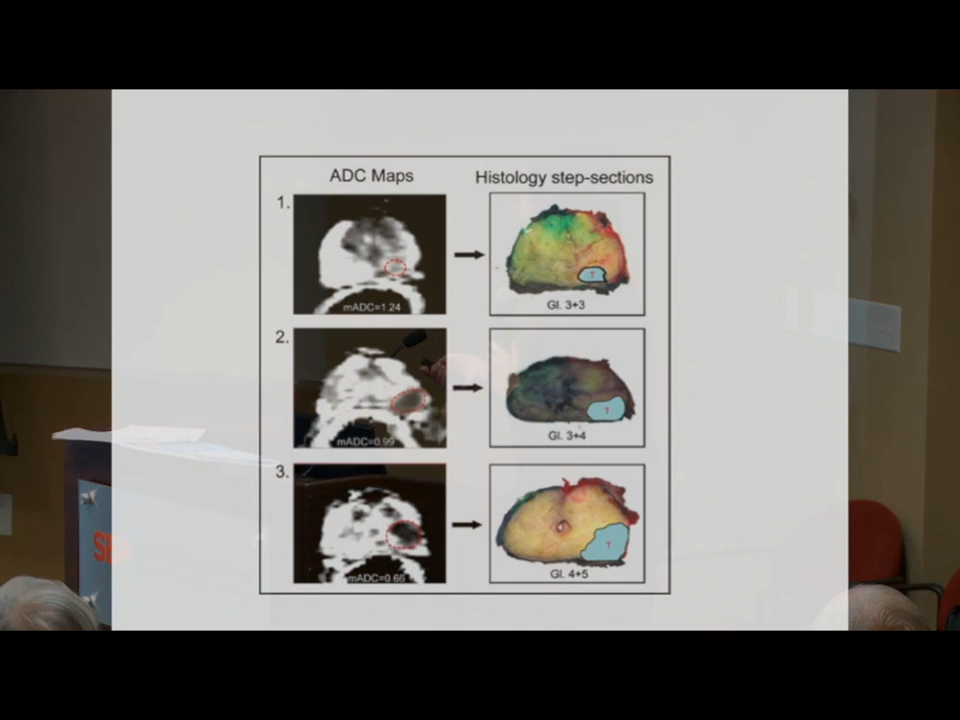 ADC Maps
Histology step-sections
1.
mADC=1.24
Gl. 3+3
T
2.
mADC=0.99
Gl. 3+4
T
3.
mADC=0.66
Gl. 4+5
T